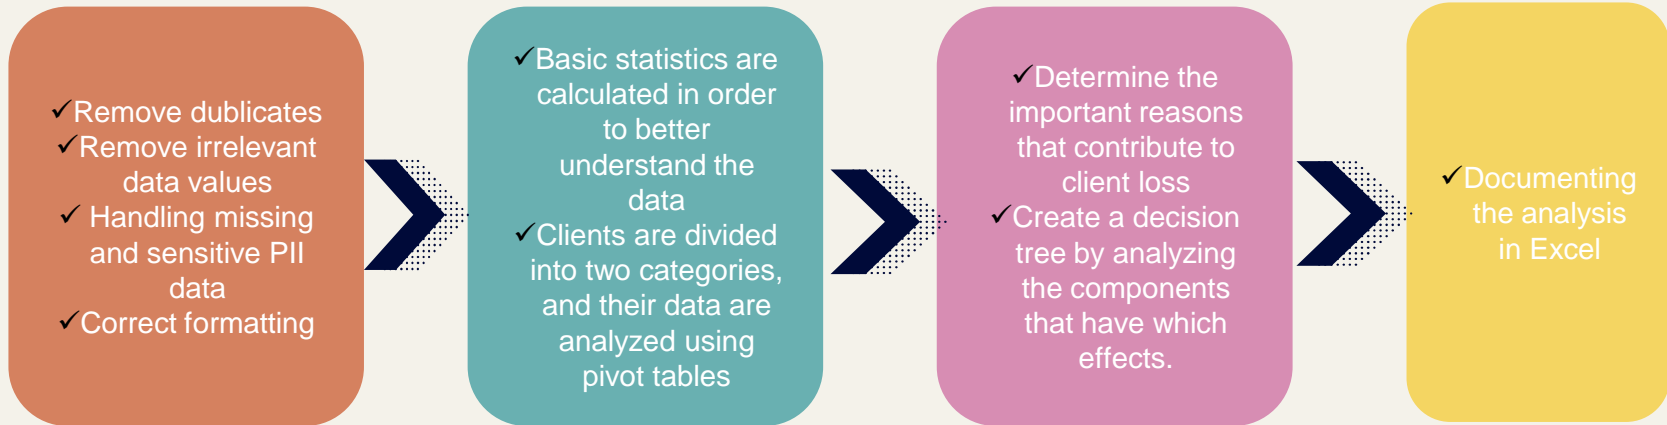 ✓Remove dublicates
✓Remove irrelevant
data values
✓ Handling missing
and sensitive PII
data
✓Correct formatting
✓Basic statistics are
calculated in order
to better
understand the
data
✓Clients are divided
into two categories,
and their data are
analyzed using
pivot tables
✓Determine the
important reasons
that contribute to
client loss
✓Create a decision
tree by analyzing
the components
that have which
effects.
✓Documenting
the analysis
in Excel